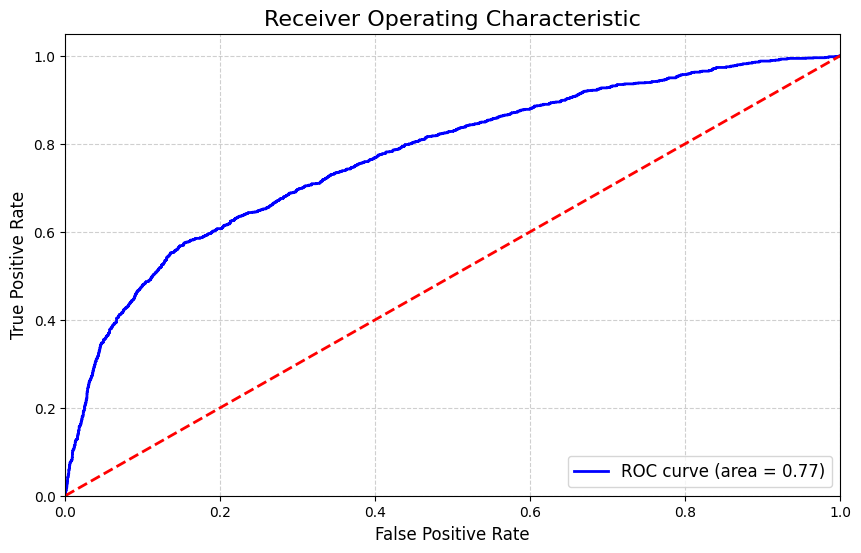 Receiver Operating Characteristic
True Positive Rate
1.0
0.8
0.6
0.4
0.2
0.0
ROC curve (area = 0.77)
0.0 0.2 0.4 0.6 0.8 1.0
False Positive Rate